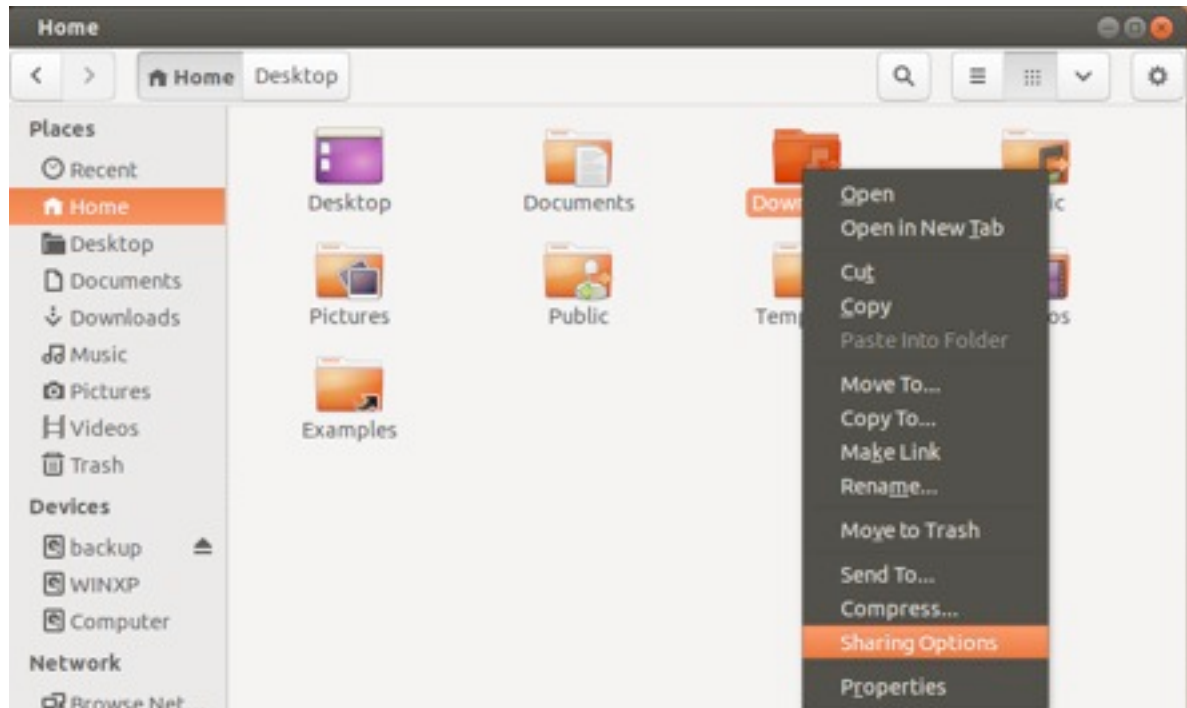 Home
Home Desktop
Places
Recent
Home
Desktop
Documents
Downloads
Music
Pictures
Videos
Trash
Devices
backup
WINXP
Computer
Network
Browse Net
Desktop Documents
Pictures Public
Examples
Open
Open in New Tab
Cut
Copy
Paste Into Folder
Move To...
Copy To...
Make Link
Rename...
Move to Trash
Send To...
Compress...
Sharing Options
Properties